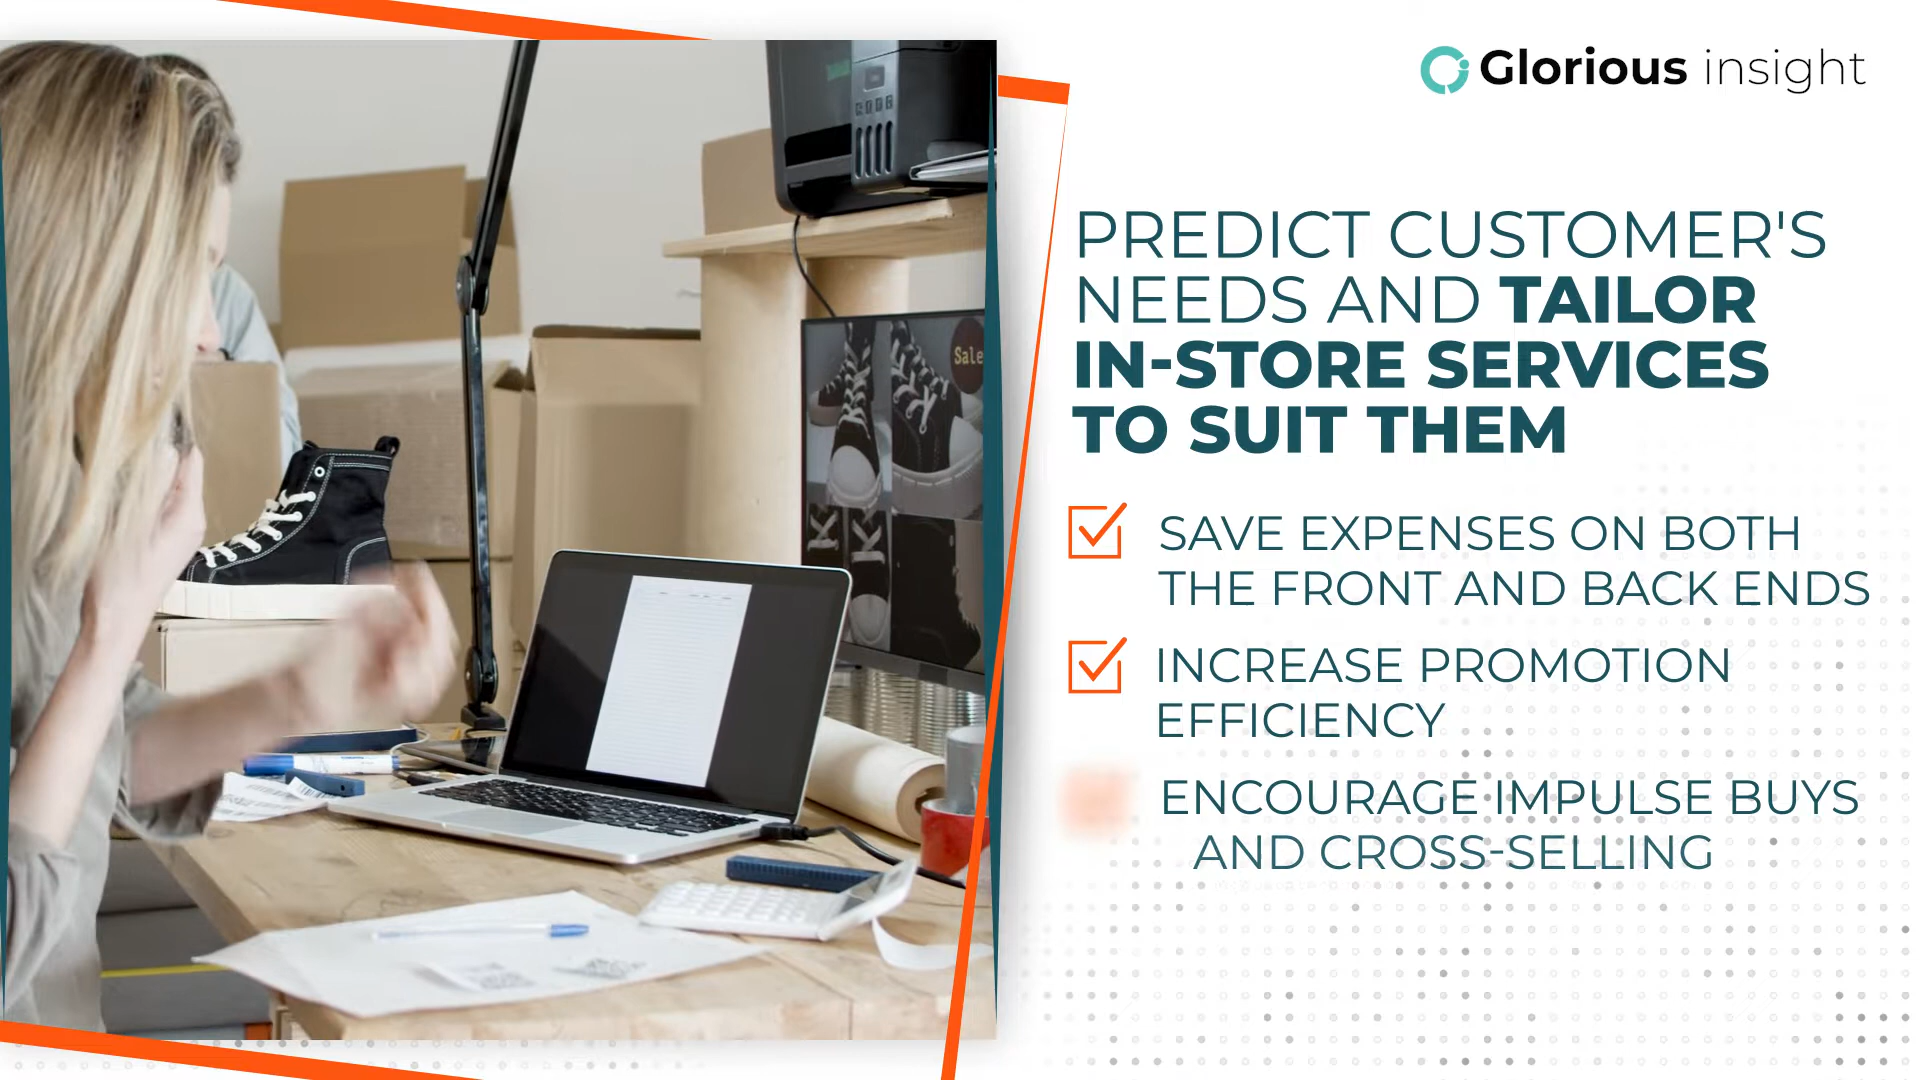 Glorious insight
PREDICT CUSTOMER'S
NEEDS AND TAILOR
IN-STORE SERVICES
TO SUIT THEM
SAVE EXPENSES ON BOTH
THE FRONT AND BACK ENDS
INCREASE PROMOTION
EFFICIENCY
ENCOURAGE IMPULSE BUYS
AND CROSS-SELLING
Sale